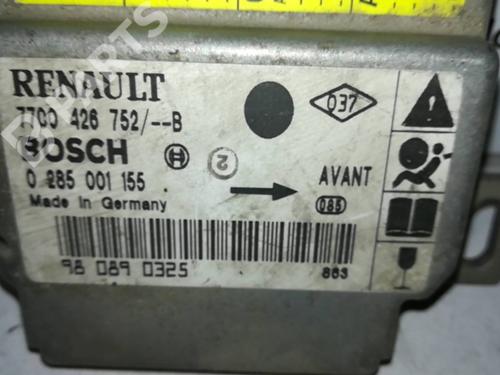 RENAULT
037
7700 426 752/--B
BOSCH
2
AVANT
0 285 001 155
085
Made in Germany
98 089 0325
863